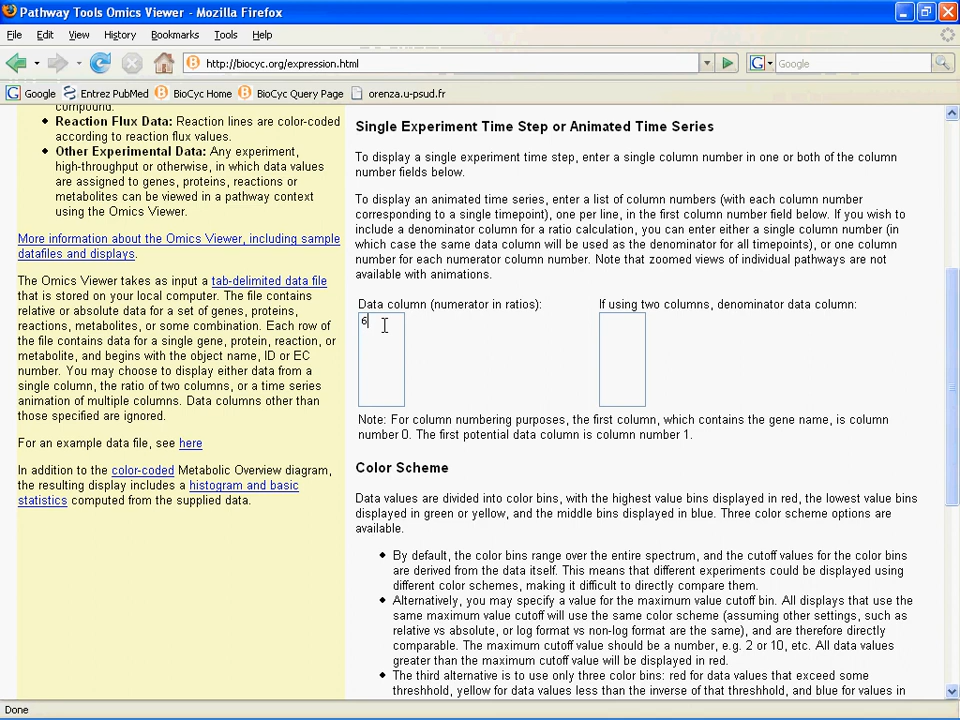 Pathway Tools Omics Viewer - Mozilla Firefox
File Edit View History Bookmarks Tools Help
http://biocyc.org/expression.html
G Google
Google Entrez PubMed BioCyc Home BioCyc Query Page orenza.u-psud.fr
compound.
Reaction Flux Data: Reaction lines are color-coded
according to reaction flux values.
Other Experimental Data: Any experiment,
high-throughput or otherwise, in which data values
are assigned to genes, proteins, reactions or
metabolites can be viewed in a pathway context
using the Omics Viewer.
More information about the Omics Viewer, including sample
datafiles and displays.
The Omics Viewer takes as input a tab-delimited data file
that is stored on your local computer. The file contains
relative or absolute data for a set of genes, proteins,
reactions, metabolites, or some combination. Each row of
the file contains data for a single gene, protein, reaction, or
metabolite, and begins with the object name, ID or EC
number. You may choose to display either data from a
single column, the ratio of two columns, or a time series
animation of multiple columns. Data columns other than
those specified are ignored.
For an example data file, see here
In addition to the color-coded Metabolic Overview diagram,
the resulting display includes a histogram and basic
statistics computed from the supplied data.
Single Experiment Time Step or Animated Time Series
To display a single experiment time step, enter a single column number in one or both of the column
number fields below.
To display an animated time series, enter a list of column numbers (with each column number
corresponding to a single timepoint), one per line, in the first column number field below. If you wish to
include a denominator column for a ratio calculation, you can enter either a single column number (in
which case the same data column will be used as the denominator for all timepoints), or one column
number for each numerator column number. Note that zoomed views of individual pathways are not
available with animations.
Data column (numerator in ratios): If using two columns, denominator data column:
6
Note: For column numbering purposes, the first column, which contains the gene name, is column
number 0. The first potential data column is column number 1.
Color Scheme
Data values are divided into color bins, with the highest value bins displayed in red, the lowest value bins
displayed in green or yellow, and the middle bins displayed in blue. Three color scheme options are
available.
By default, the color bins range over the entire spectrum, and the cutoff values for the color bins
are derived from the data itself. This means that different experiments could be displayed using
different color schemes, making it difficult to directly compare them.
Alternatively, you may specify a value for the maximum value cutoff bin. All displays that use the
same maximum value cutoff will use the same color scheme (assuming other settings, such as
relative vs absolute, or log format vs non-log format are the same), and are therefore directly
comparable. The maximum cutoff value should be a number, e.g. 2 or 10, etc. All data values
greater than the maximum cutoff value will be displayed in red.
The third alternative is to use only three color bins: red for data values that exceed some
threshhold, yellow for data values less than the inverse of that threshhold, and blue for values in
Done